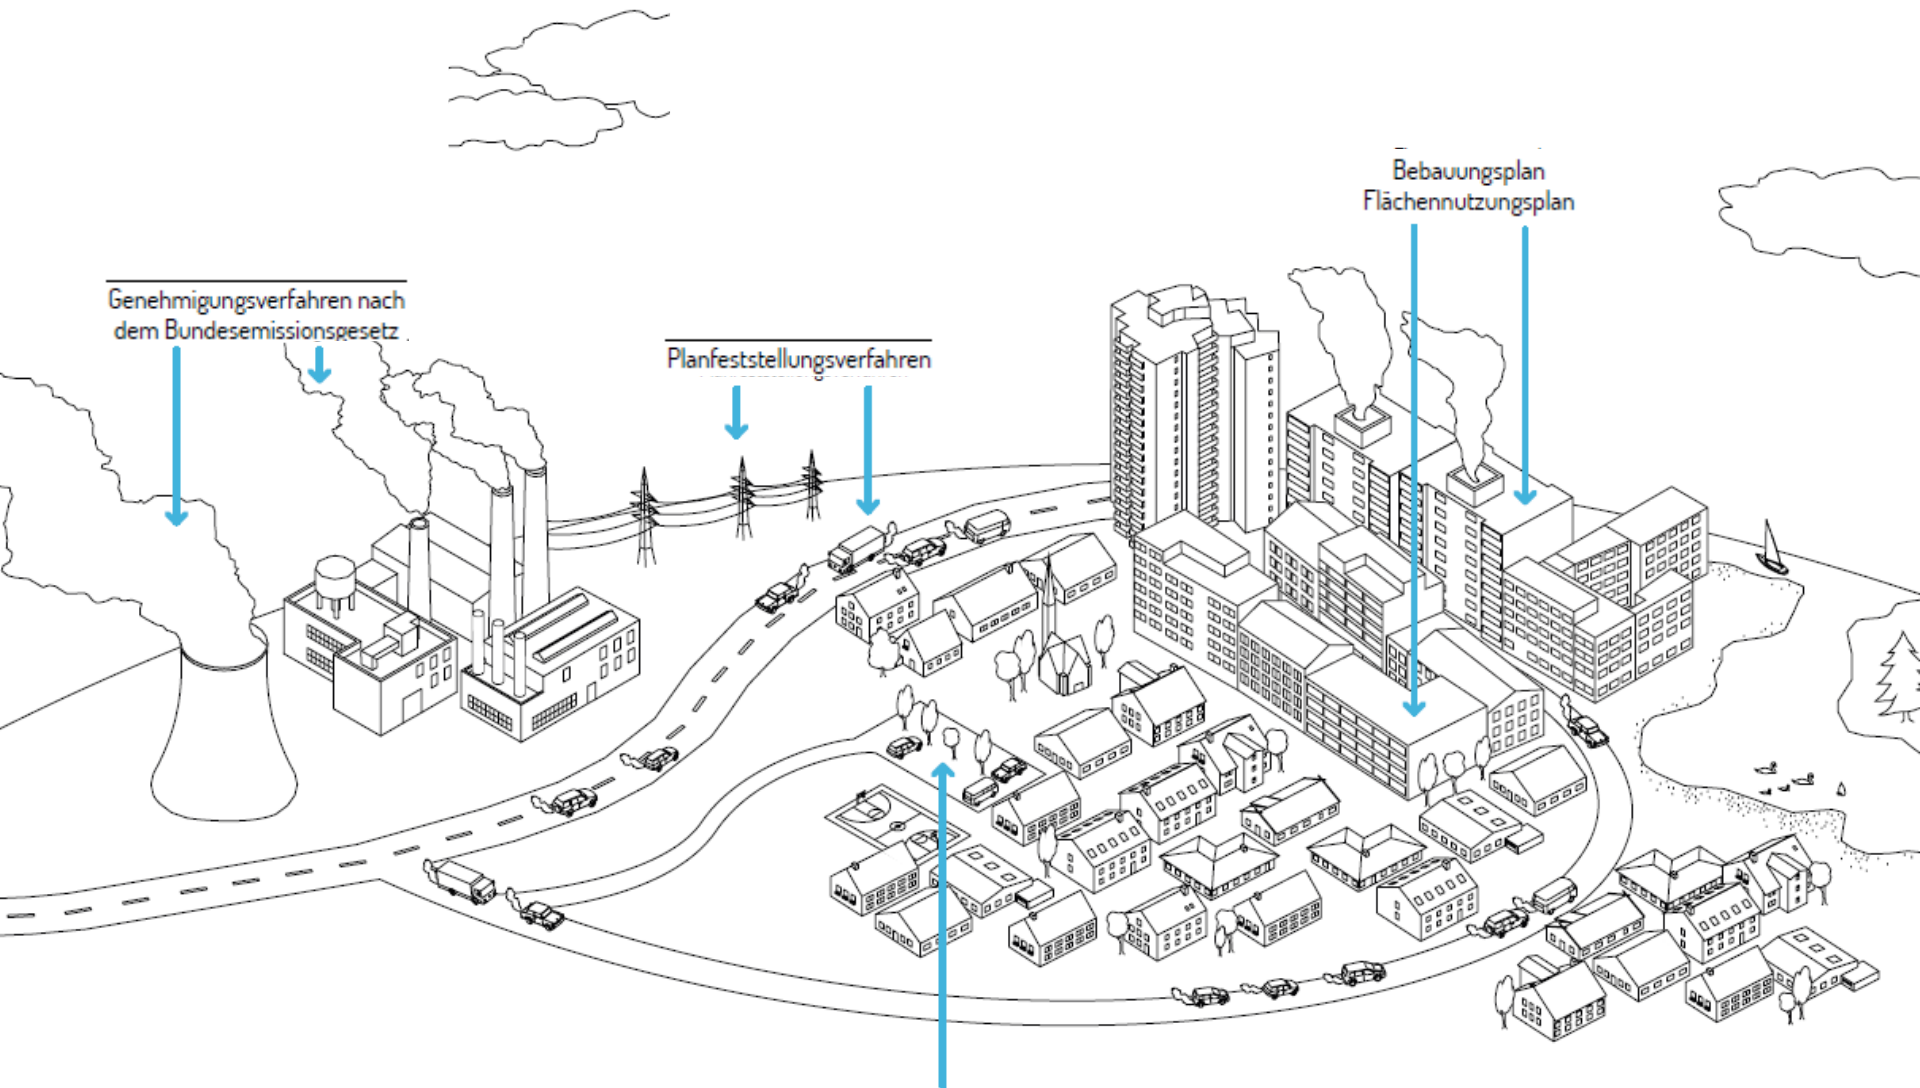 Bebauungsplan
Flächennutzungsplan
Genehmigungsverfahren nach
dem Bundesemissionsgesetz
Planfeststellungsverfahren